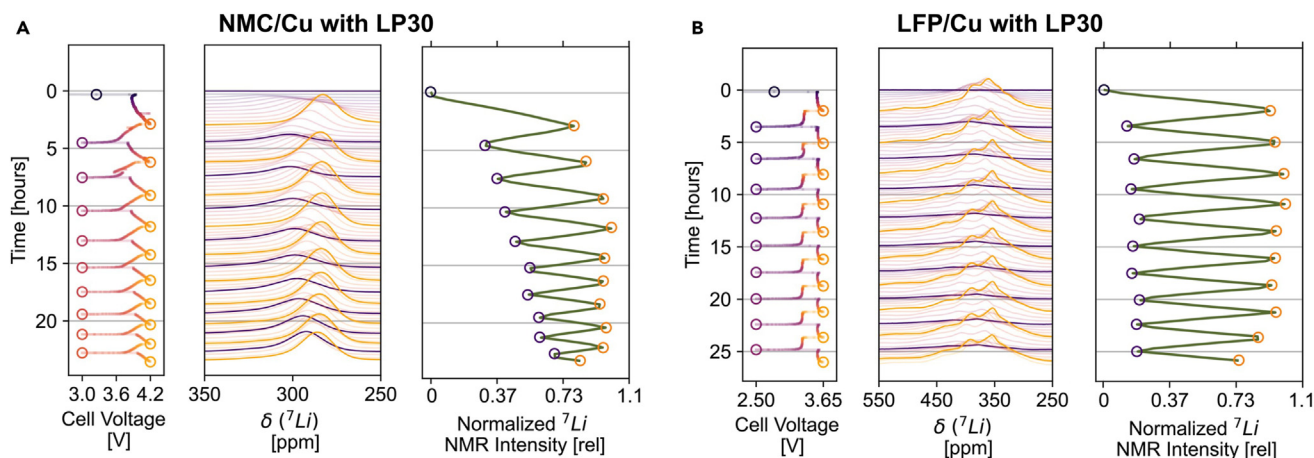 A
NMC/Cu with LP30
Time [hours]
0
5
10
15
20
3.0 3.6 4.2
Cell Voltage
[V]
350 300 250
δ (⁷Li)
[ppm]
0 0.37 0.73 1.1
Normalized ⁷Li
NMR Intensity [rel]
B
LFP/Cu with LP30
Time [hours]
0
5
10
15
20
25
2.50 3.65
Cell Voltage
[V]
550 450 350 250
δ (⁷Li)
[ppm]
0 0.37 0.73 1.1
Normalized ⁷Li
NMR Intensity [rel]